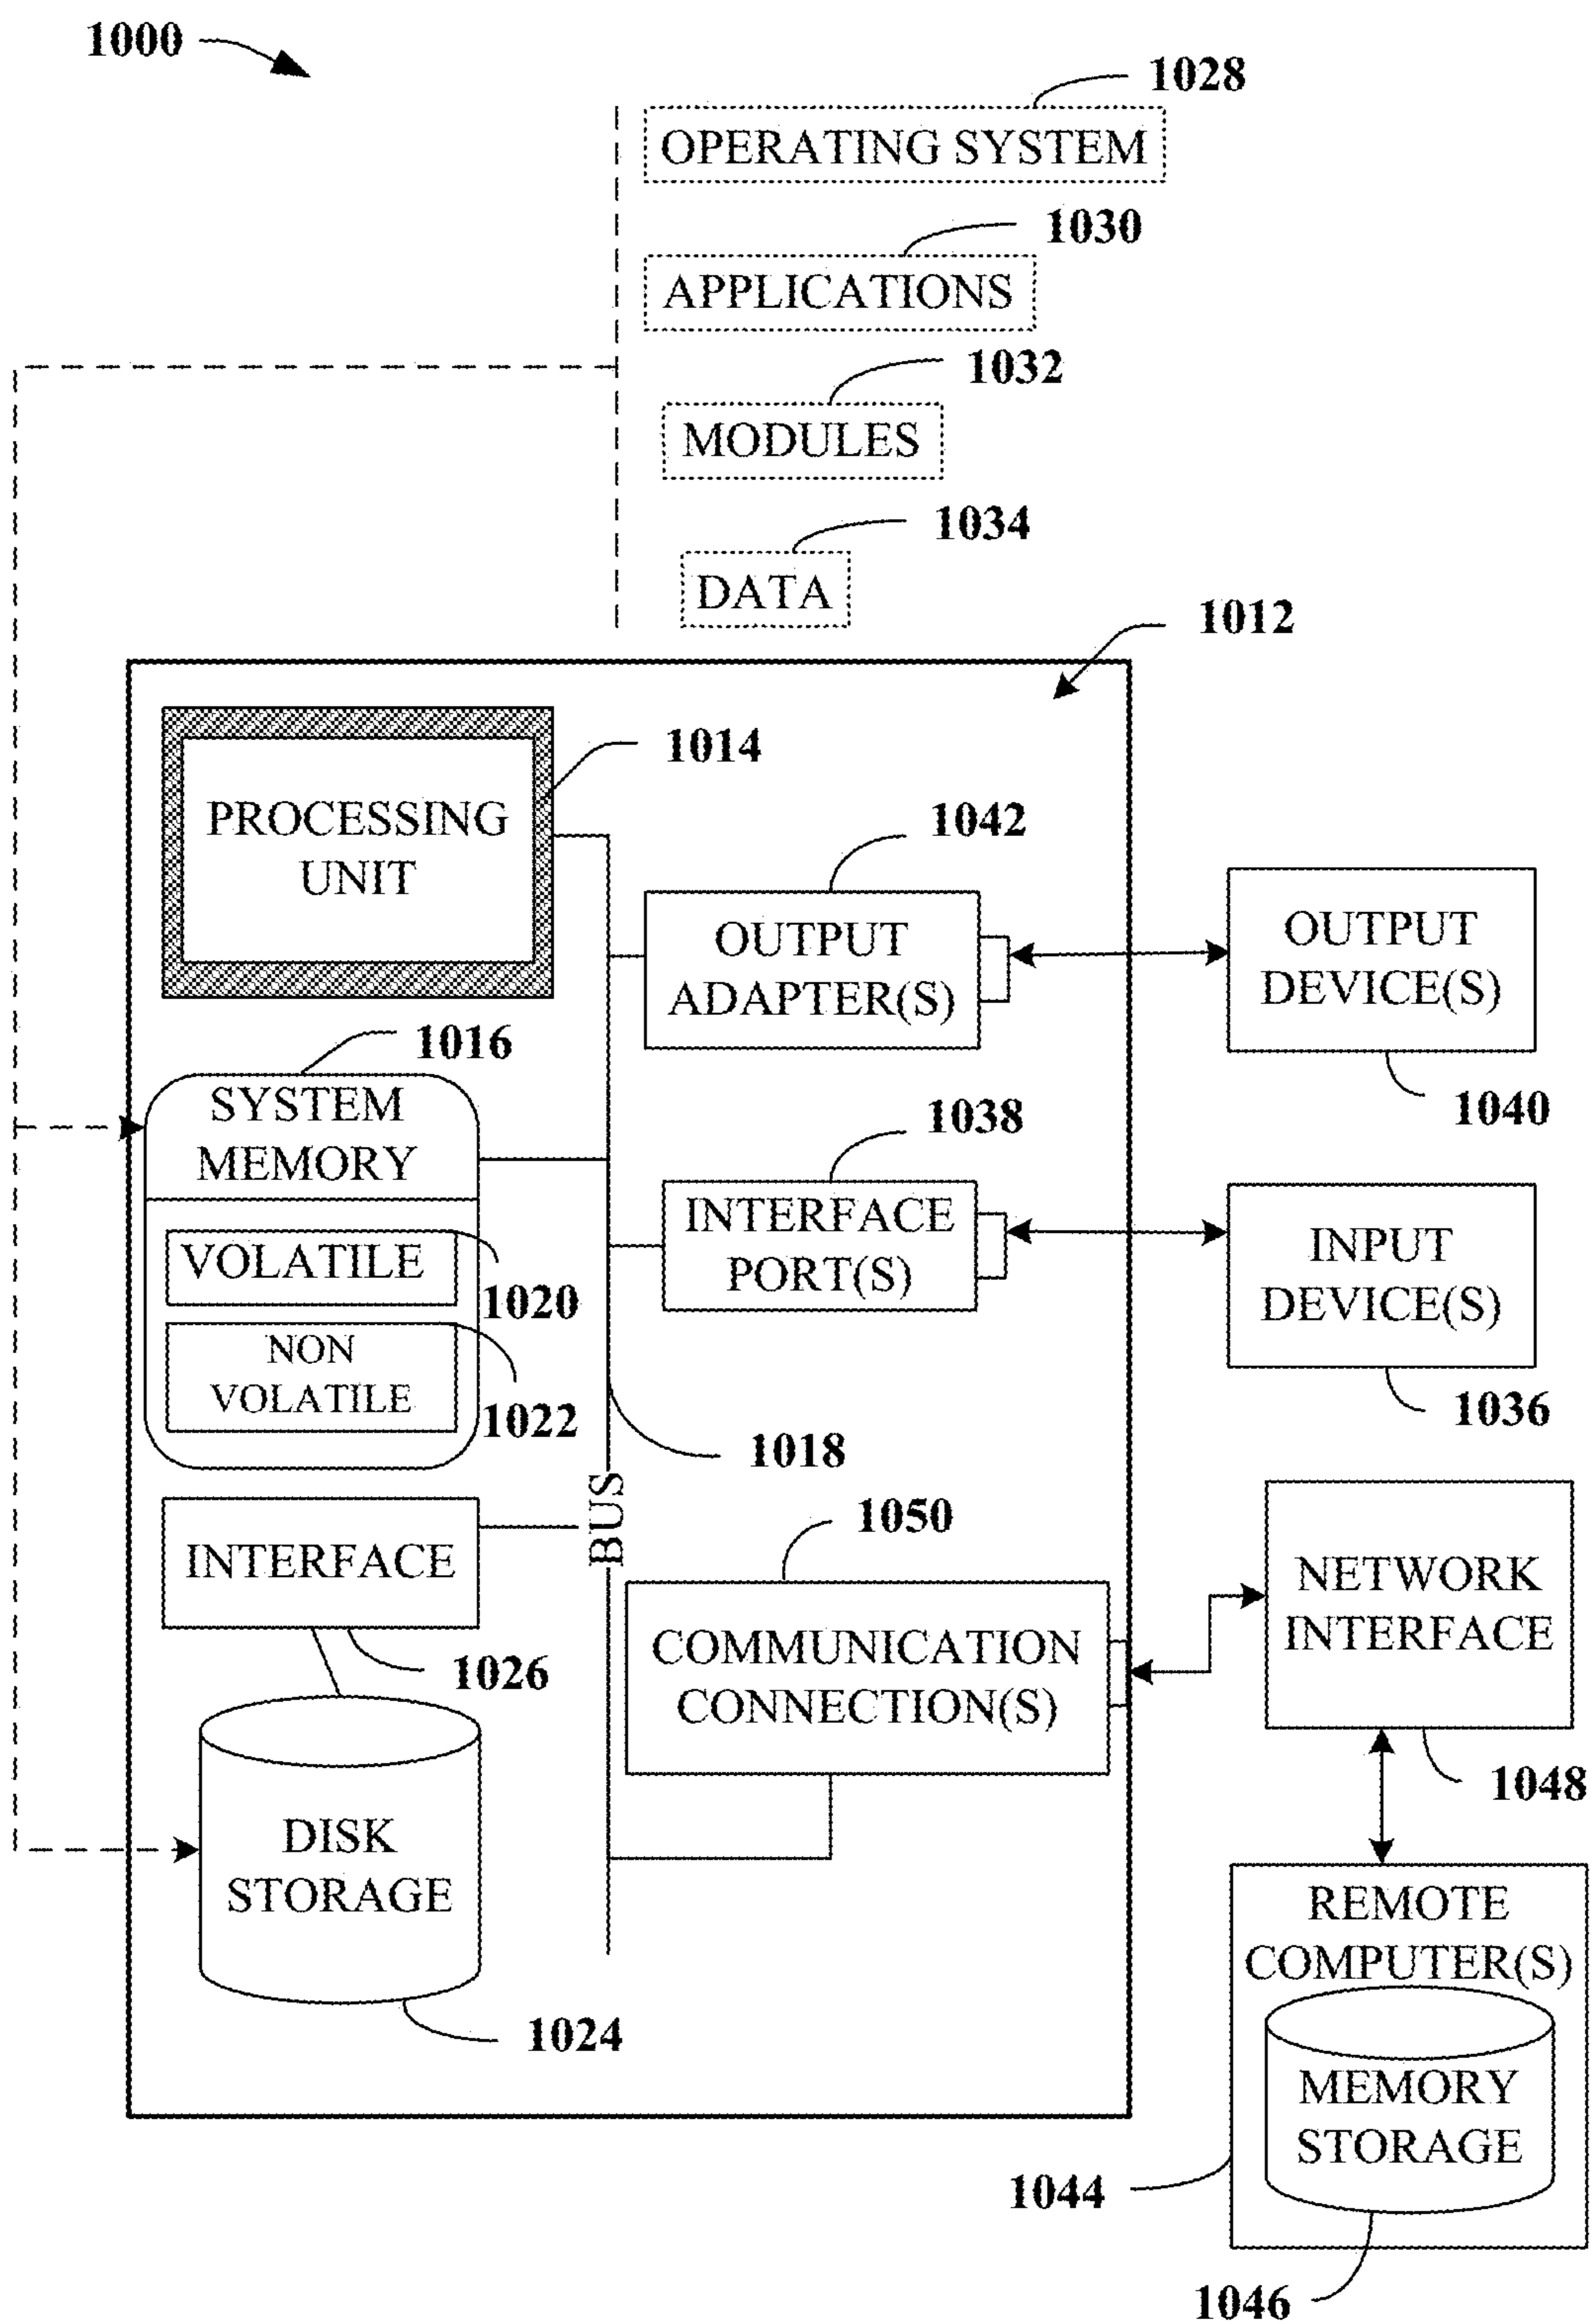 1000
1028
OPERATING SYSTEM
1030
APPLICATIONS
1032
MODULES
1034
DATA
1012
PROCESSING
UNIT
1014
1042
OUTPUT
ADAPTER(S)
OUTPUT
DEVICE(S)
1040
1016
SYSTEM
MEMORY
VOLATILE
1020
NON
VOLATILE
1022
1038
INTERFACE
PORT(S)
INPUT
DEVICE(S)
1036
1018
BUS
INTERFACE
1026
1050
COMMUNICATION
CONNECTION(S)
NETWORK
INTERFACE
1048
DISK
STORAGE
1024
REMOTE
COMPUTER(S)
MEMORY
STORAGE
1044
1046